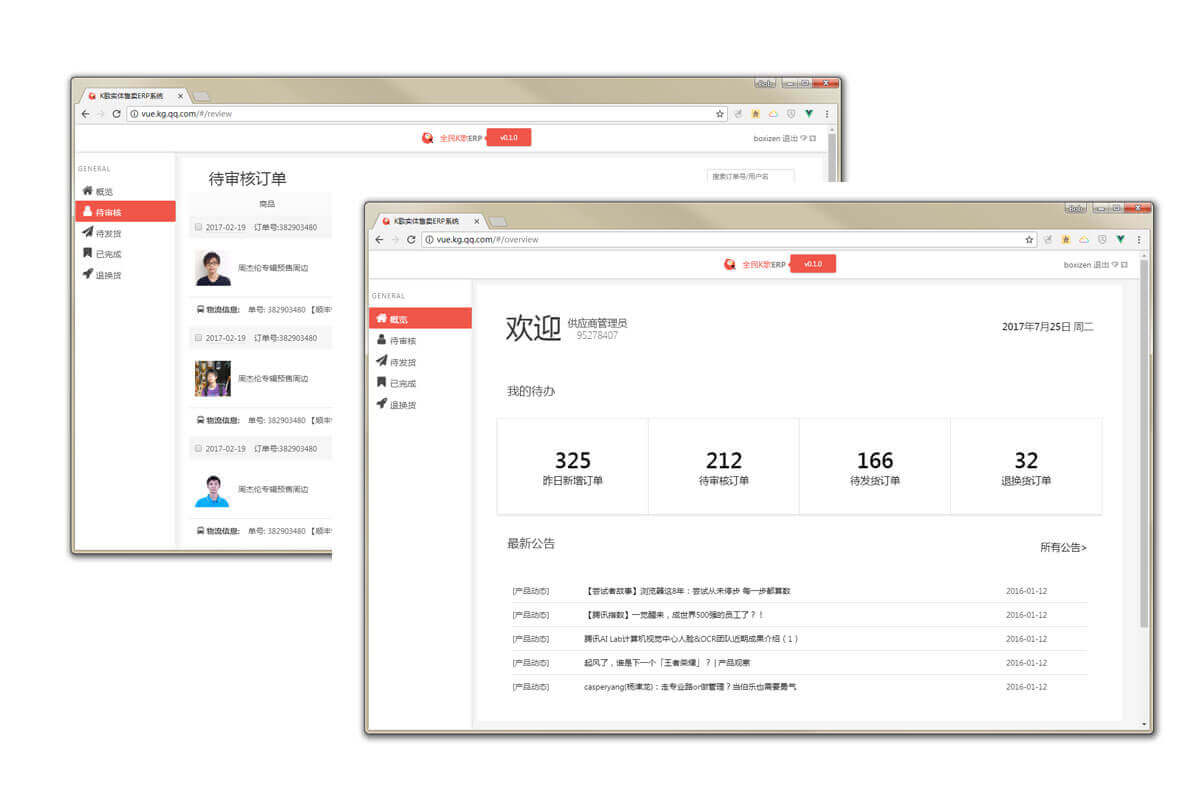 K歌实体售卖ERP系统
vue.kg.qq.com/#/review
全民K歌ERP
v0.1.0
boxizen 退出
GENERAL
概览
待审核
待发货
已完成
退换货
待审核订单
搜索订单号/用户名
商品
2017-02-19 订单号:382903480
周杰伦专辑预售周边
物流信息: 单号: 382903480 【顺丰
2017-02-19 订单号:382903480
周杰伦专辑预售周边
物流信息: 单号: 382903480 【顺丰
2017-02-19 订单号:382903480
周杰伦专辑预售周边
物流信息: 单号: 382903480 【顺丰
K歌实体售卖ERP系统
vue.kg.qq.com/#/overview
全民K歌ERP
v0.1.0
boxizen 退出
GENERAL
概览
待审核
待发货
已完成
退换货
欢迎 供应商管理员
95278407
2017年7月25日 周二
我的待办
325
昨日新增订单
212
待审核订单
166
待发货订单
32
退换货订单
最新公告
所有公告>
[产品动态] 【尝试者故事】浏览器这8年：尝试从未停步 每一步都算数 2016-01-12
[产品动态] 【腾讯指数】一觉醒来，成世界500强的员工了？！ 2016-01-12
[产品动态] 腾讯AI Lab计算机视觉中心人脸&OCR团队近期成果介绍（1） 2016-01-12
[产品动态] 起风了，谁是下一个「王者荣耀」？ | 产品观察 2016-01-12
[产品动态] casperyang(杨津龙)：走专业路or做管理？当伯乐也需要勇气 2016-01-12